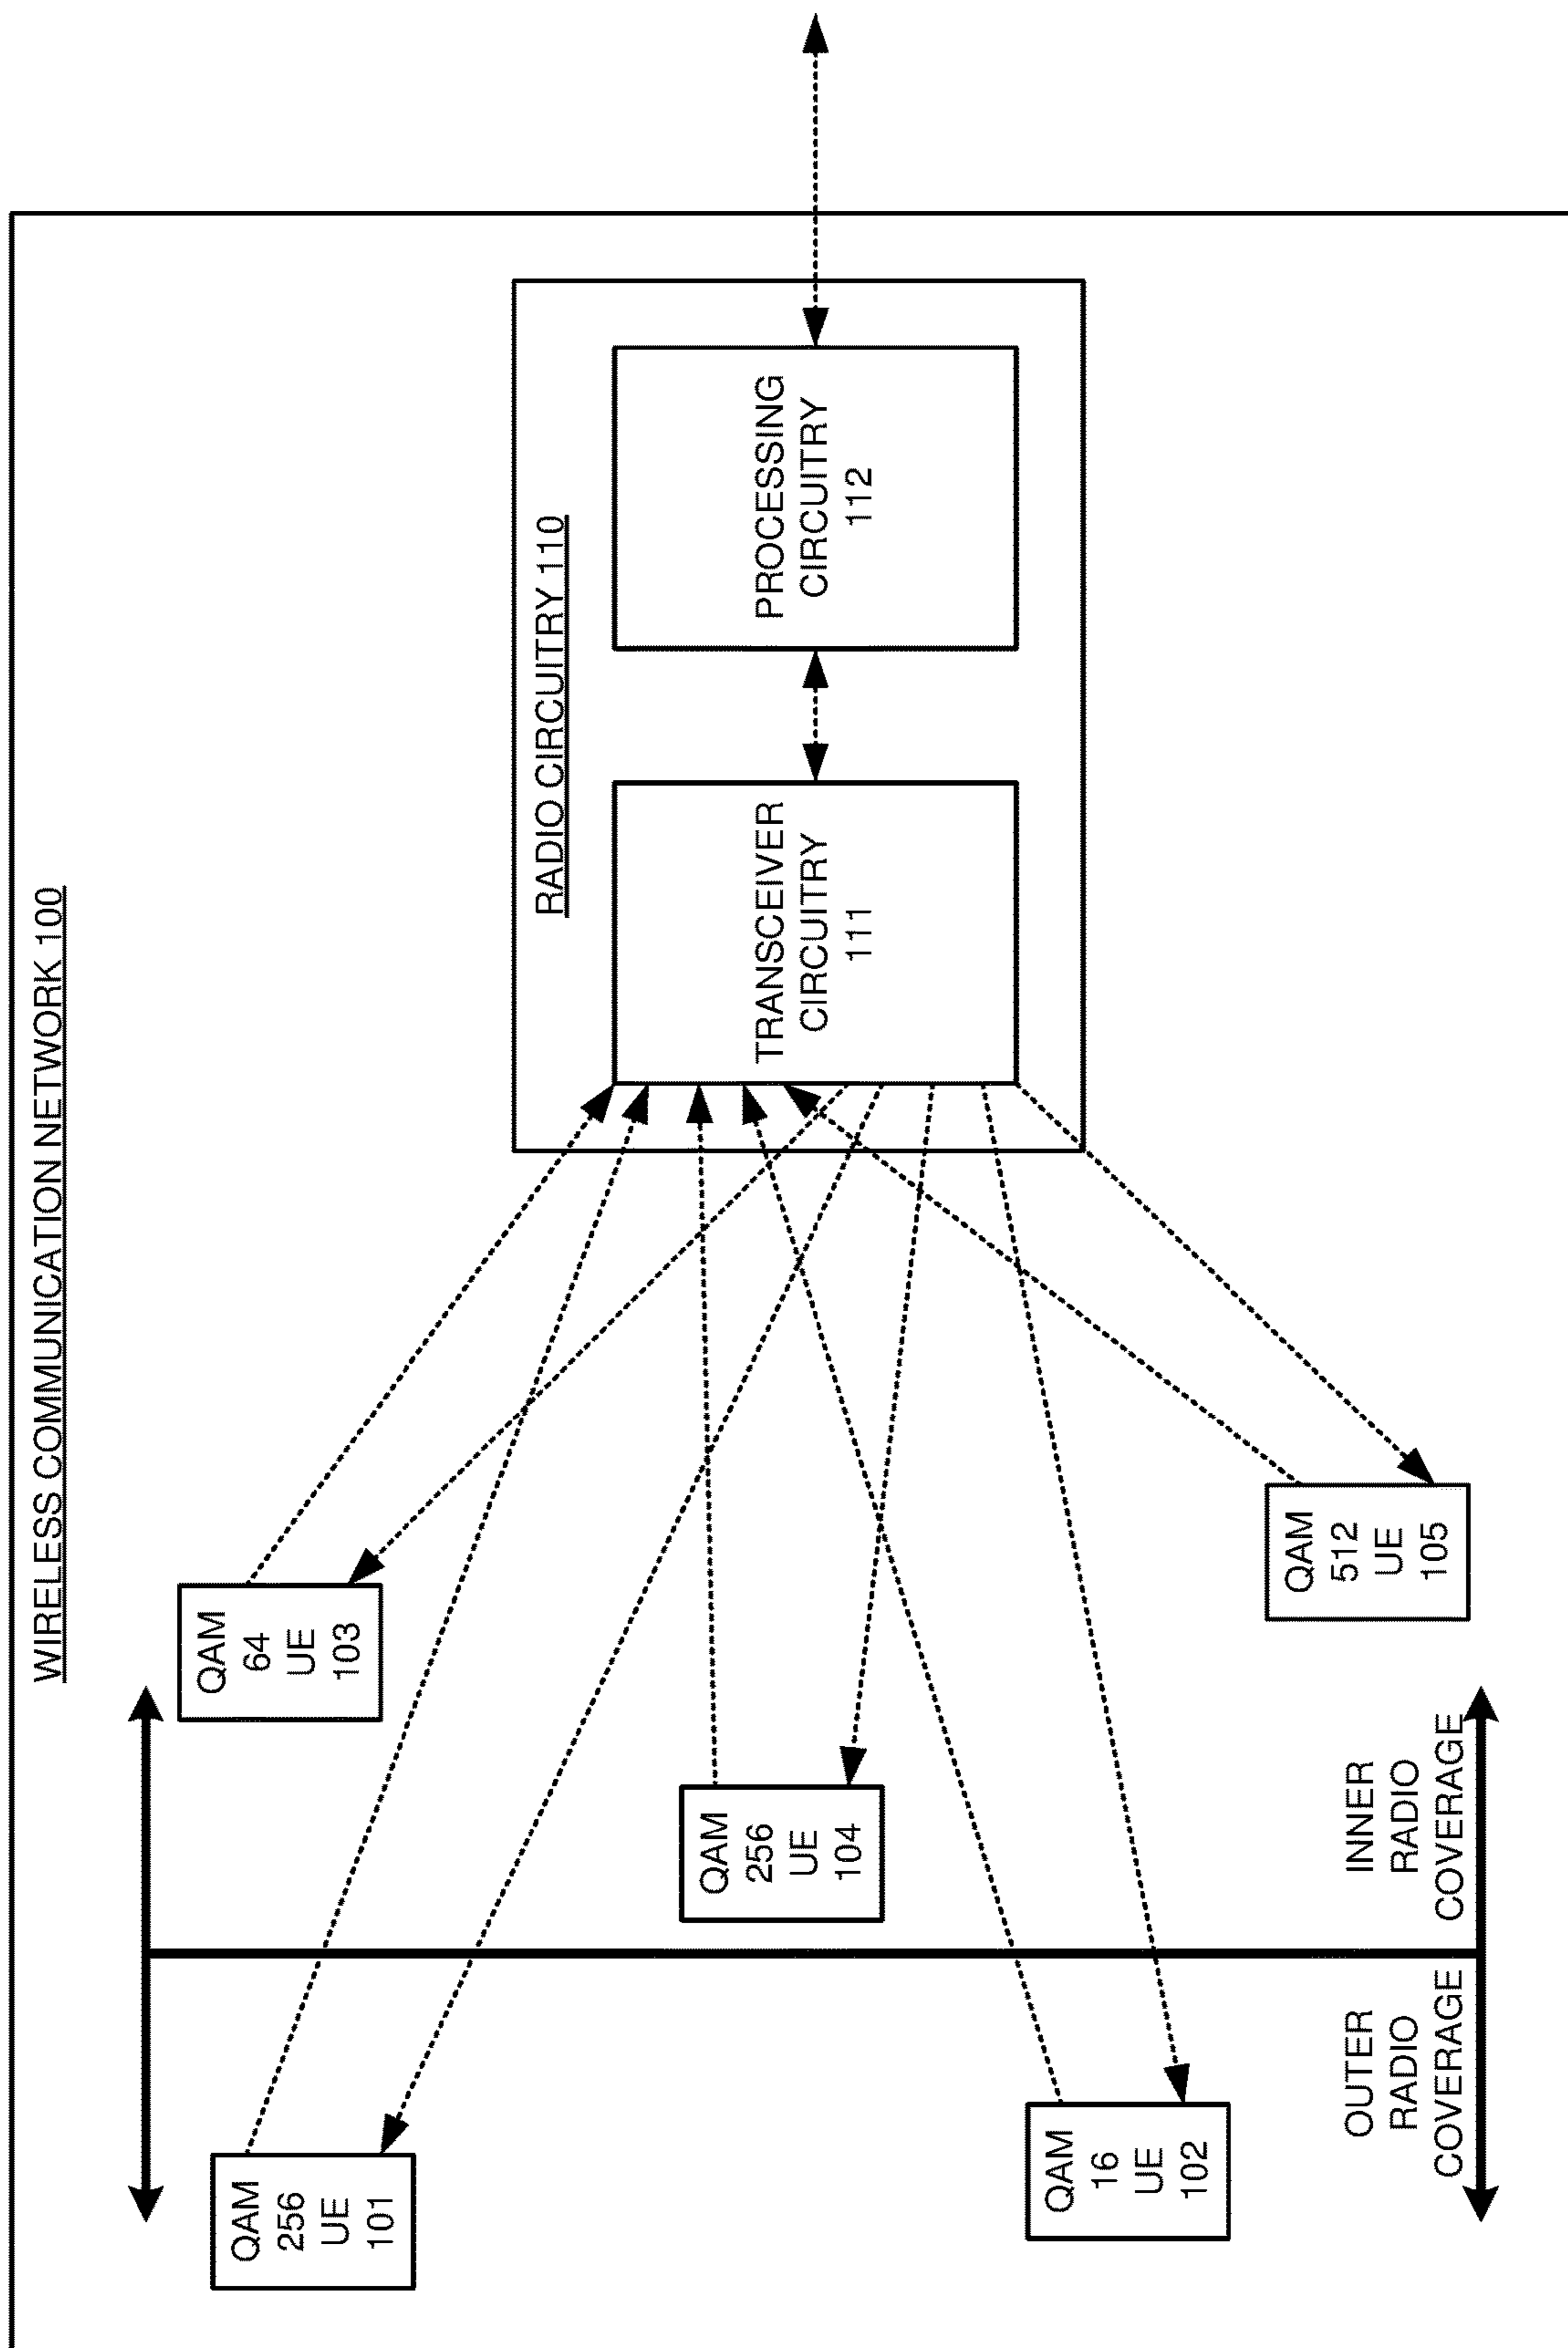 WIRELESS COMMUNICATION NETWORK 100
RADIO CIRCUITRY 110
TRANSCEIVER
CIRCUITRY
111
PROCESSING
CIRCUITRY
112
QAM
256
UE
101
QAM
64
UE
103
QAM
256
UE
104
QAM
16
UE
102
QAM
512
UE
105
OUTER
RADIO
COVERAGE
INNER
RADIO
COVERAGE